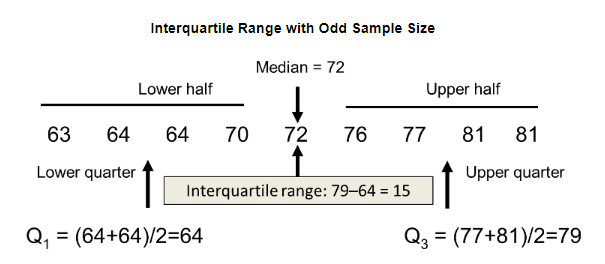 Interquartile Range with Odd Sample Size
Median = 72
Lower half Upper half
63 64 64 70 72 76 77 81 81
Lower quarter Upper quarter
Interquartile range: 79–64 = 15
Q₁ = (64+64)/2=64 Q₃ = (77+81)/2=79